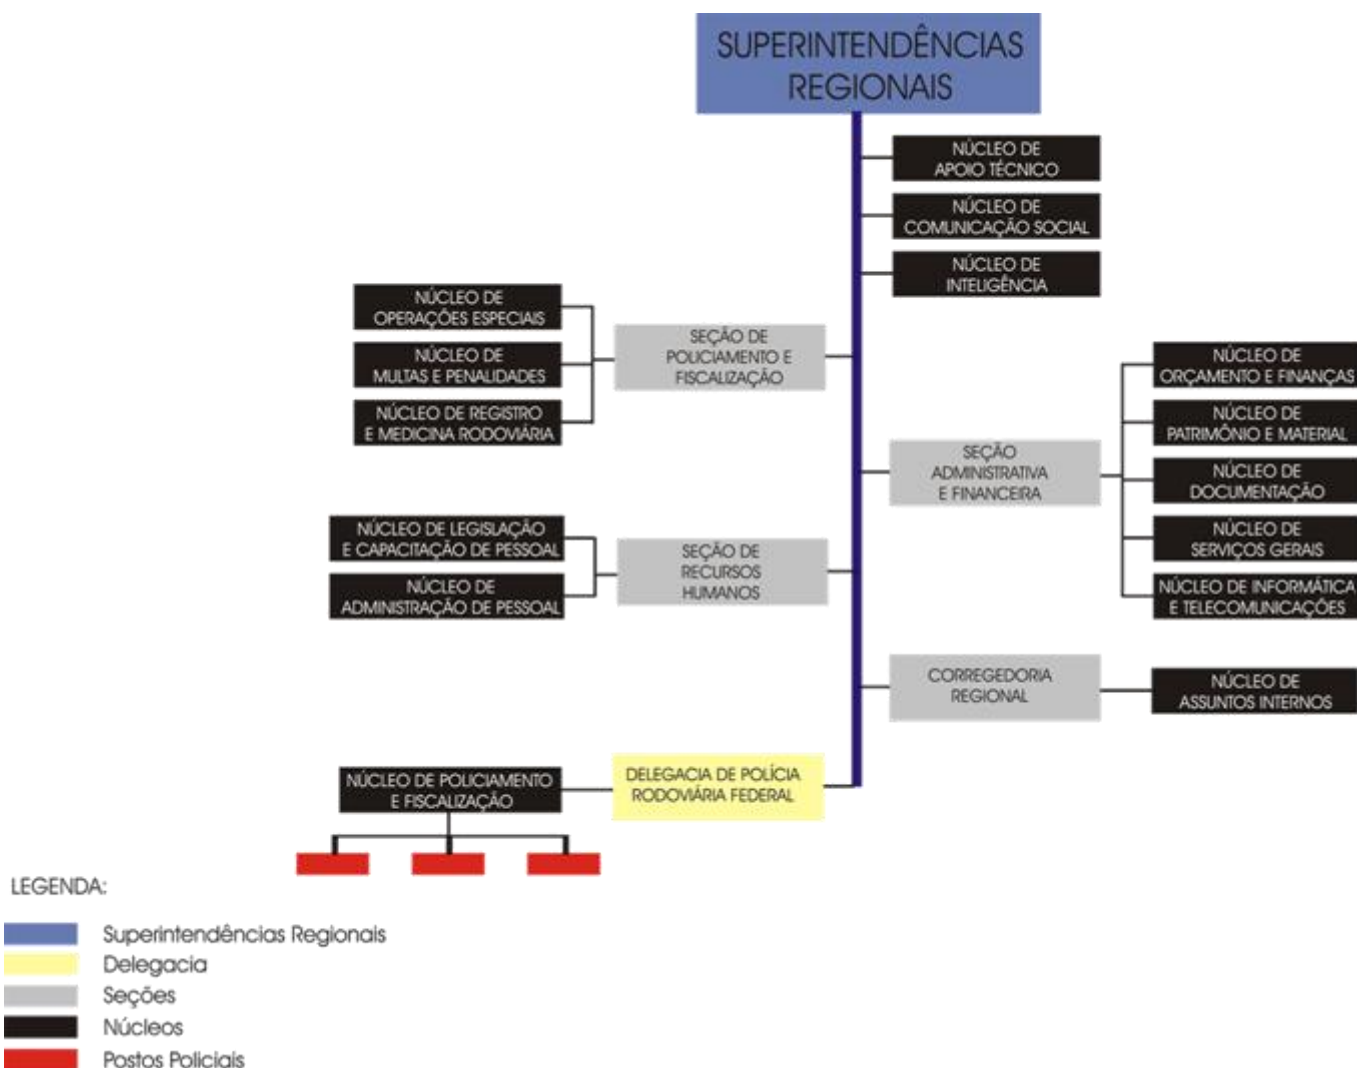 SUPERINTENDÊNCIAS
REGIONAIS
NÚCLEO DE
APOIO TÉCNICO
NÚCLEO DE
COMUNICAÇÃO SOCIAL
NÚCLEO DE
INTELIGÊNCIA
NÚCLEO DE
OPERAÇÕES ESPECIAIS
NÚCLEO DE
MULTAS E PENALIDADES
NÚCLEO DE REGISTRO
E MEDICINA RODOVIÁRIA
SEÇÃO DE
POLICIAMENTO E
FISCALIZAÇÃO
SEÇÃO
ADMINISTRATIVA
E FINANCEIRA
NÚCLEO DE
ORÇAMENTO E FINANÇAS
NÚCLEO DE
PATRIMÔNIO E MATERIAL
NÚCLEO DE
DOCUMENTAÇÃO
NÚCLEO DE
SERVIÇOS GERAIS
NÚCLEO DE INFORMÁTICA
E TELECOMUNICAÇÕES
NÚCLEO DE LEGISLAÇÃO
E CAPACITAÇÃO DE PESSOAL
NÚCLEO DE
ADMINISTRAÇÃO DE PESSOAL
SEÇÃO DE
RECURSOS
HUMANOS
CORREGEDORIA
REGIONAL
NÚCLEO DE
ASSUNTOS INTERNOS
NÚCLEO DE POLICIAMENTO
E FISCALIZAÇÃO
DELEGACIA DE POLÍCIA
RODOVIÁRIA FEDERAL
LEGENDA:
Superintendências Regionais
Delegacia
Seções
Núcleos
Postos Policiais